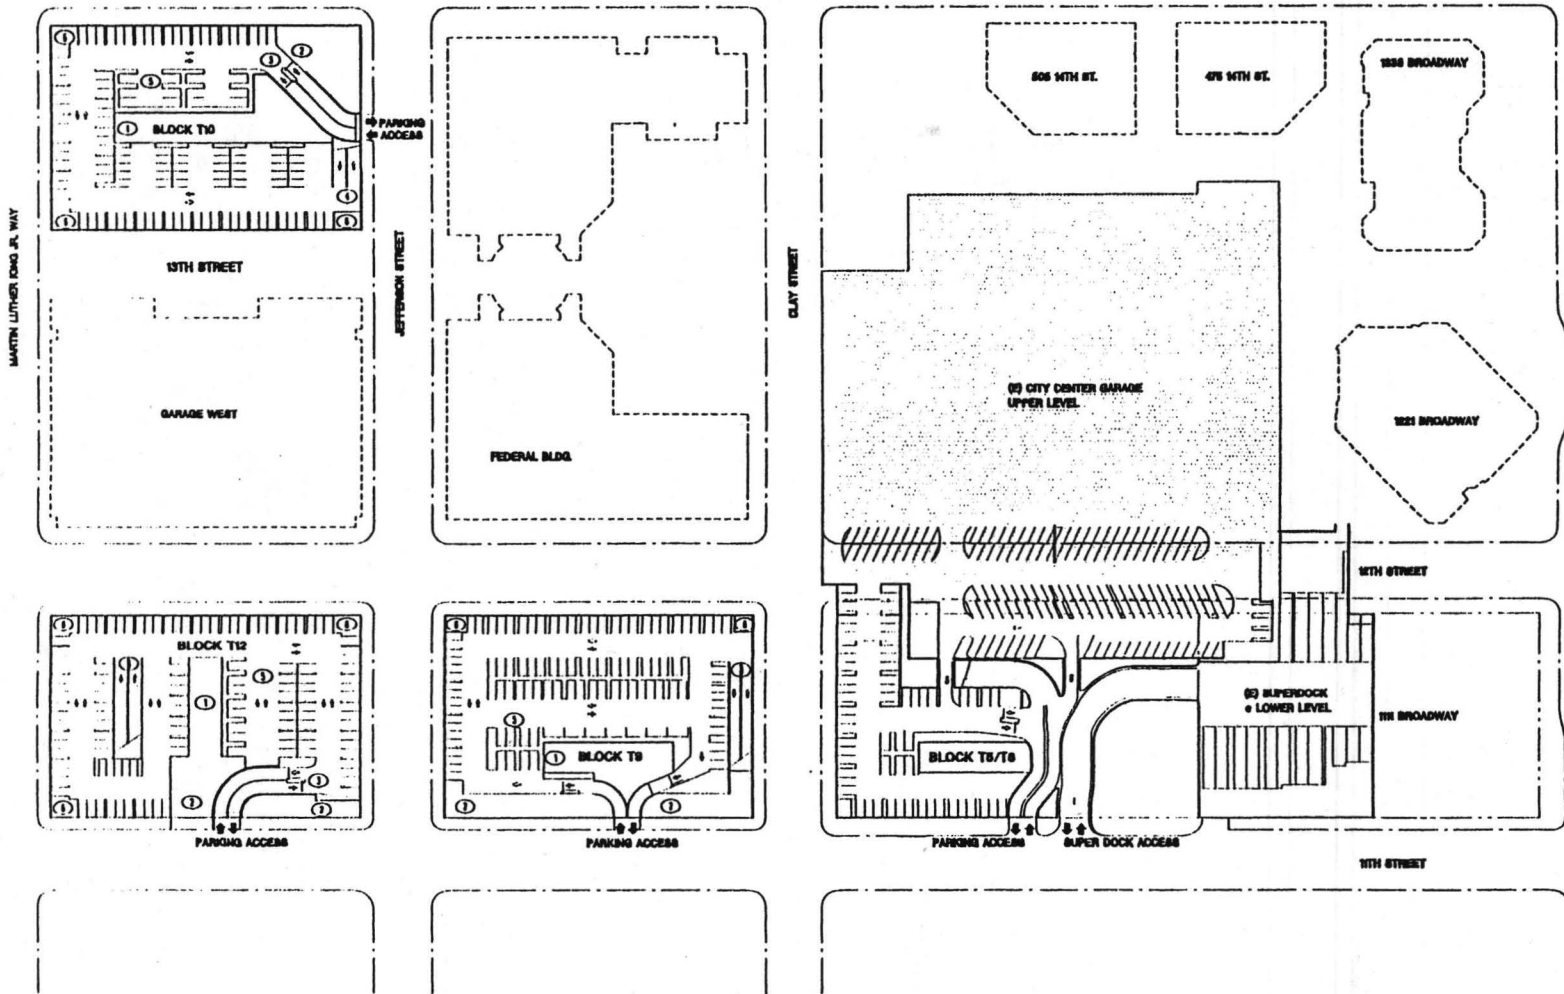 505 14TH ST.
475 14TH ST.
1333 BROADWAY
PARKING
ACCESS
BLOCK T10
MARTIN LUTHER KING JR. WAY
13TH STREET
JEFFERSON STREET
CLAY STREET
(E) CITY CENTER GARAGE
UPPER LEVEL
GARAGE WEST
FEDERAL BLDG.
1221 BROADWAY
12TH STREET
BLOCK T12
(E) SUPERDOCK
@ LOWER LEVEL
1111 BROADWAY
BLOCK T9
BLOCK T5/T6
PARKING ACCESS
PARKING ACCESS
PARKING ACCESS
SUPER DOCK ACCESS
11TH STREET